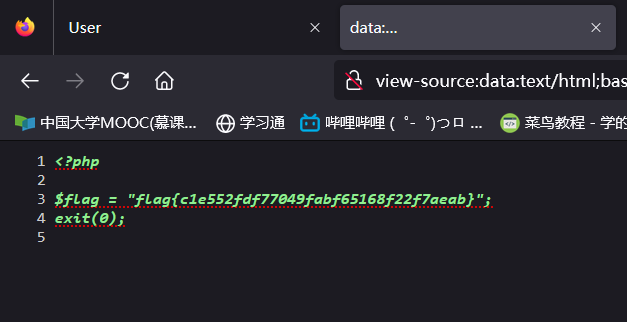 User
data:...
view-source:data:text/html;bas
中国大学MOOC(慕课...
学习通
哔哩哔哩 ( ゜- ゜)つロ ...
菜鸟教程 - 学的
1 <?php
2
3 $flag = "flag{c1e552fdf77049fabf65168f22f7aeab}";
4 exit(0);
5